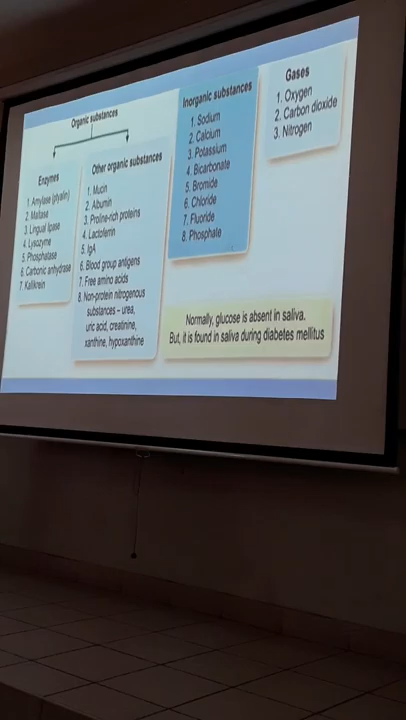 Organic substances
Enzymes
1. Amylase (ptyalin)
2. Maltase
3. Lingual lipase
4. Lysozyme
5. Phosphatase
6. Carbonic anhydrase
7. Kallikrein
Other organic substances
1. Mucin
2. Albumin
3. Proline-rich proteins
4. Lactoferrin
5. IgA
6. Blood group antigens
7. Free amino acids
8. Non-protein nitrogenous
substances – urea,
uric acid, creatinine,
xanthine, hypoxanthine
Inorganic substances
1. Sodium
2. Calcium
3. Potassium
4. Bicarbonate
5. Bromide
6. Chloride
7. Fluoride
8. Phosphate
Gases
1. Oxygen
2. Carbon dioxide
3. Nitrogen
Normally, glucose is absent in saliva.
But, it is found in saliva during diabetes mellitus